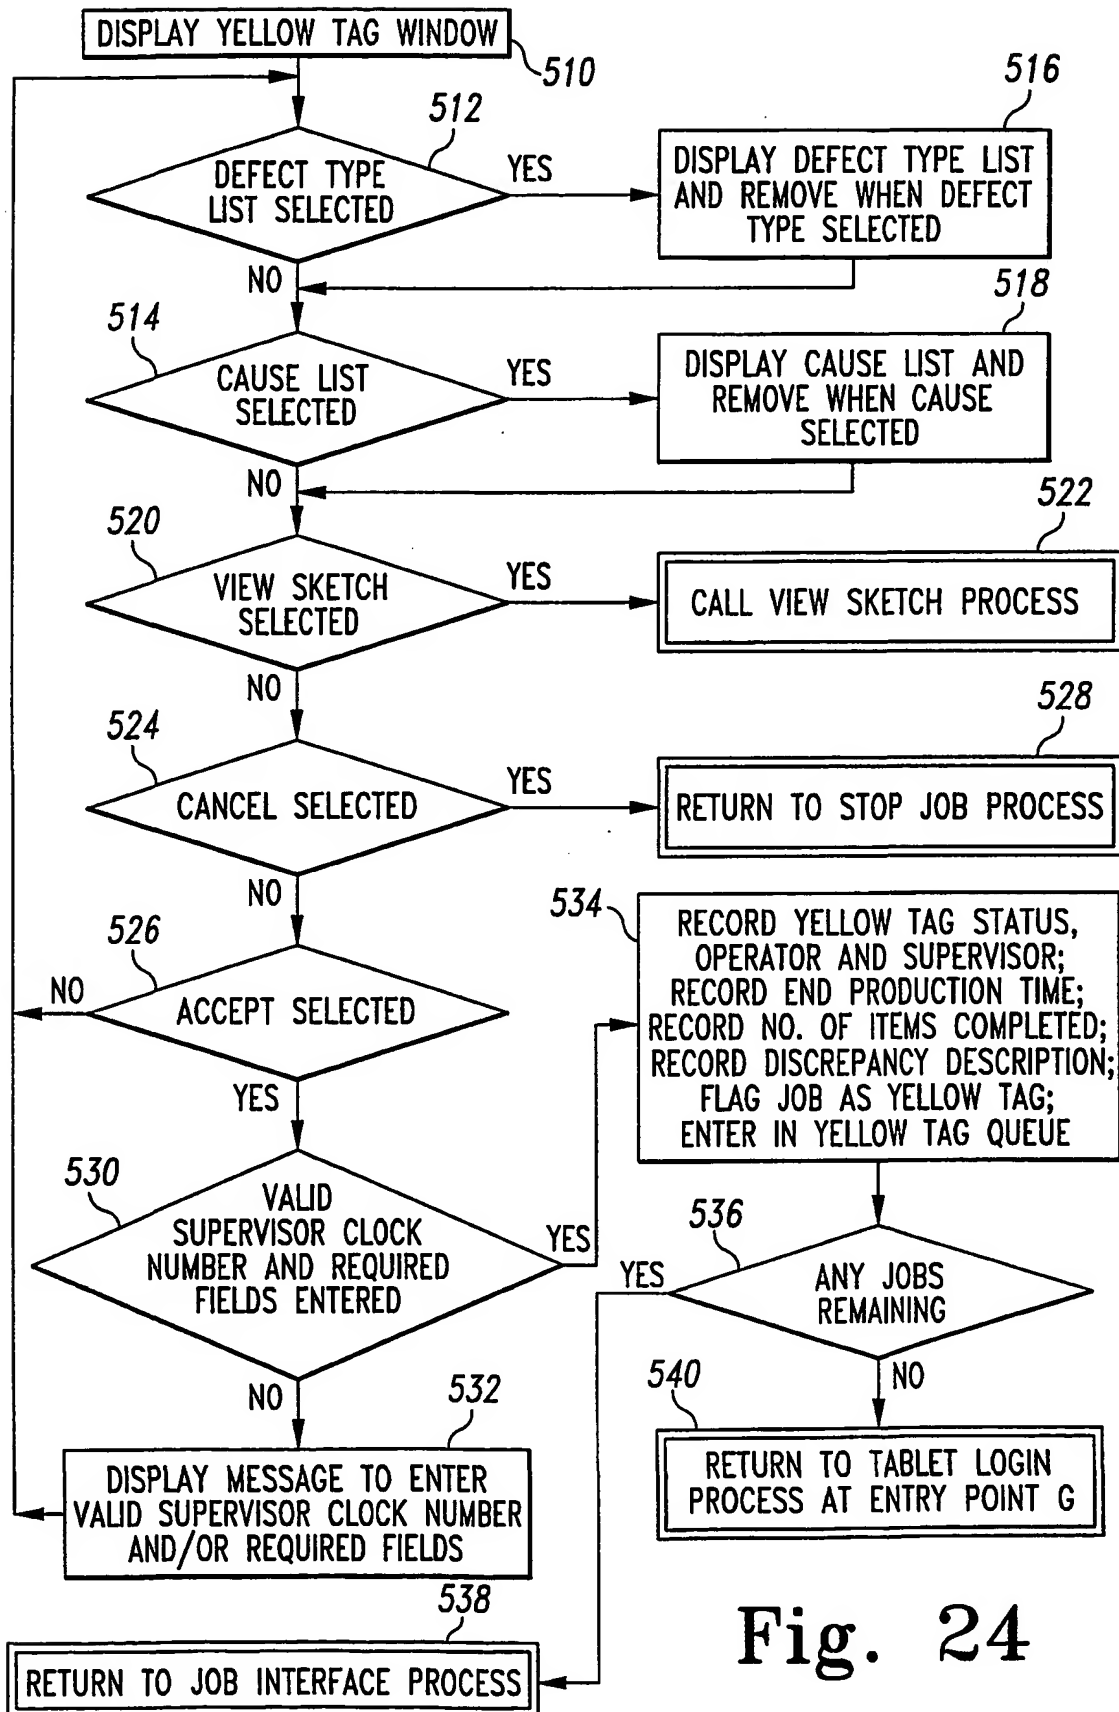 DISPLAY YELLOW TAG WINDOW
510
512
516
DEFECT TYPE
LIST SELECTED
YES
DISPLAY DEFECT TYPE LIST
AND REMOVE WHEN DEFECT
TYPE SELECTED
NO
514
518
CAUSE LIST
SELECTED
YES
DISPLAY CAUSE LIST AND
REMOVE WHEN CAUSE
SELECTED
NO
520
522
VIEW SKETCH
SELECTED
YES
CALL VIEW SKETCH PROCESS
NO
524
528
CANCEL SELECTED
YES
RETURN TO STOP JOB PROCESS
NO
526
534
NO
ACCEPT SELECTED
YES
RECORD YELLOW TAG STATUS,
OPERATOR AND SUPERVISOR;
RECORD END PRODUCTION TIME;
RECORD NO. OF ITEMS COMPLETED;
RECORD DISCREPANCY DESCRIPTION;
FLAG JOB AS YELLOW TAG;
ENTER IN YELLOW TAG QUEUE
530
VALID
SUPERVISOR CLOCK
NUMBER AND REQUIRED
FIELDS ENTERED
YES
536
YES
ANY JOBS
REMAINING
NO
NO
532
540
DISPLAY MESSAGE TO ENTER
VALID SUPERVISOR CLOCK NUMBER
AND/OR REQUIRED FIELDS
RETURN TO TABLET LOGIN
PROCESS AT ENTRY POINT G
538
RETURN TO JOB INTERFACE PROCESS
Fig. 24